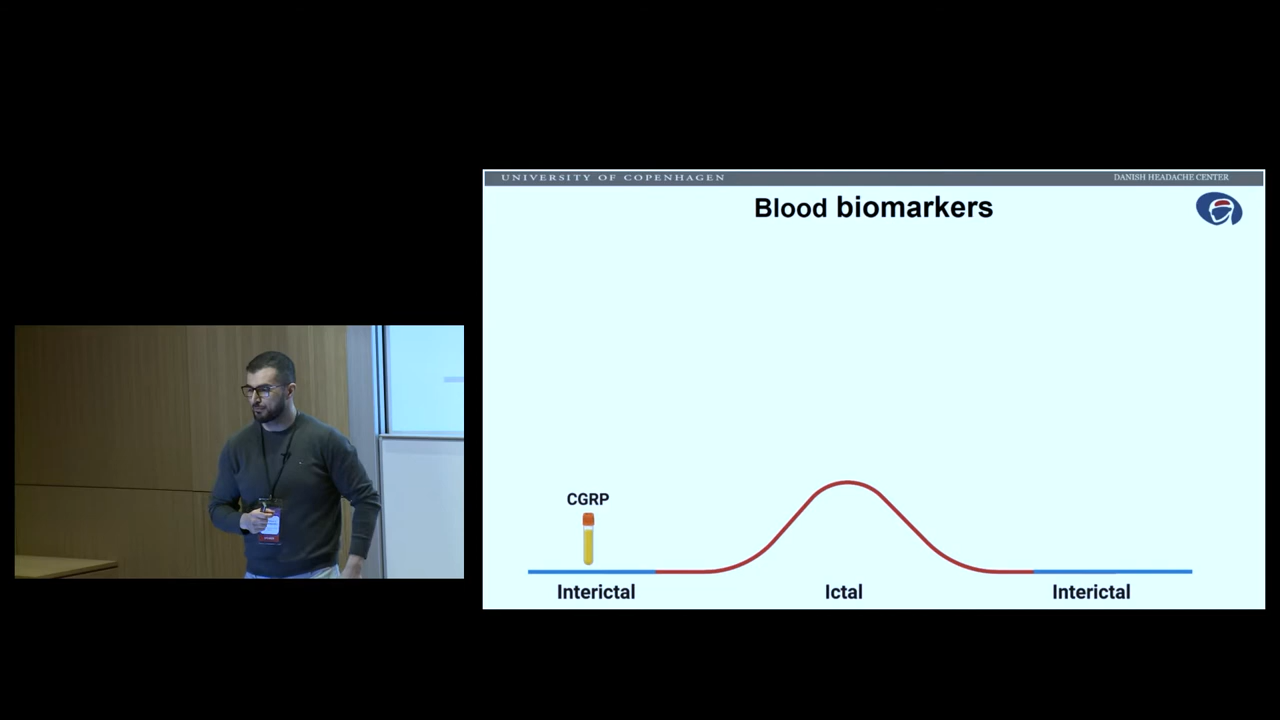 UNIVERSITY OF COPENHAGEN
DANISH HEADACHE CENTER
Blood biomarkers
CGRP
Interictal
Ictal
Interictal